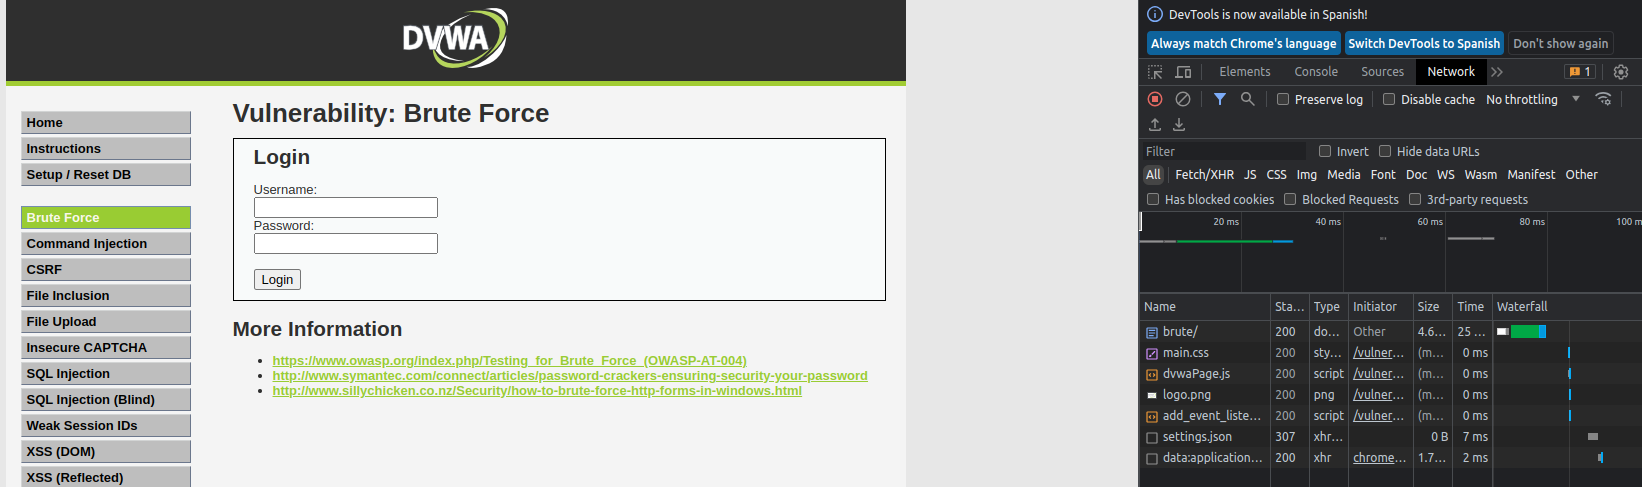 DVWA
Home
Instructions
Setup / Reset DB
Brute Force
Command Injection
CSRF
File Inclusion
File Upload
Insecure CAPTCHA
SQL Injection
SQL Injection (Blind)
Weak Session IDs
XSS (DOM)
XSS (Reflected)
Vulnerability: Brute Force
Login
Username:
Password:
Login
More Information
• https://www.owasp.org/index.php/Testing_for_Brute_Force_(OWASP-AT-004)
• http://www.symantec.com/connect/articles/password-crackers-ensuring-security-your-password
• http://www.sillychicken.co.nz/Security/how-to-brute-force-http-forms-in-windows.html
DevTools is now available in Spanish!
Always match Chrome's language Switch DevTools to Spanish Don't show again
Elements Console Sources Network 1
Preserve log Disable cache No throttling
Filter Invert Hide data URLs
All Fetch/XHR JS CSS Img Media Font Doc WS Wasm Manifest Other
Has blocked cookies Blocked Requests 3rd-party requests
20 ms 40 ms 60 ms 80 ms 100 m
Name Sta... Type Initiator Size Time Waterfall
brute/ 200 do... Other 4.6... 25 ...
main.css 200 sty... /vulner... (m... 0 ms
dvwaPage.js 200 script /vulner... (m... 0 ms
logo.png 200 png /vulner... (m... 0 ms
add_event_liste... 200 script /vulner... (m... 0 ms
settings.json 307 xhr... 0 B 7 ms
data:application... 200 xhr chrome... 1.7... 2 ms